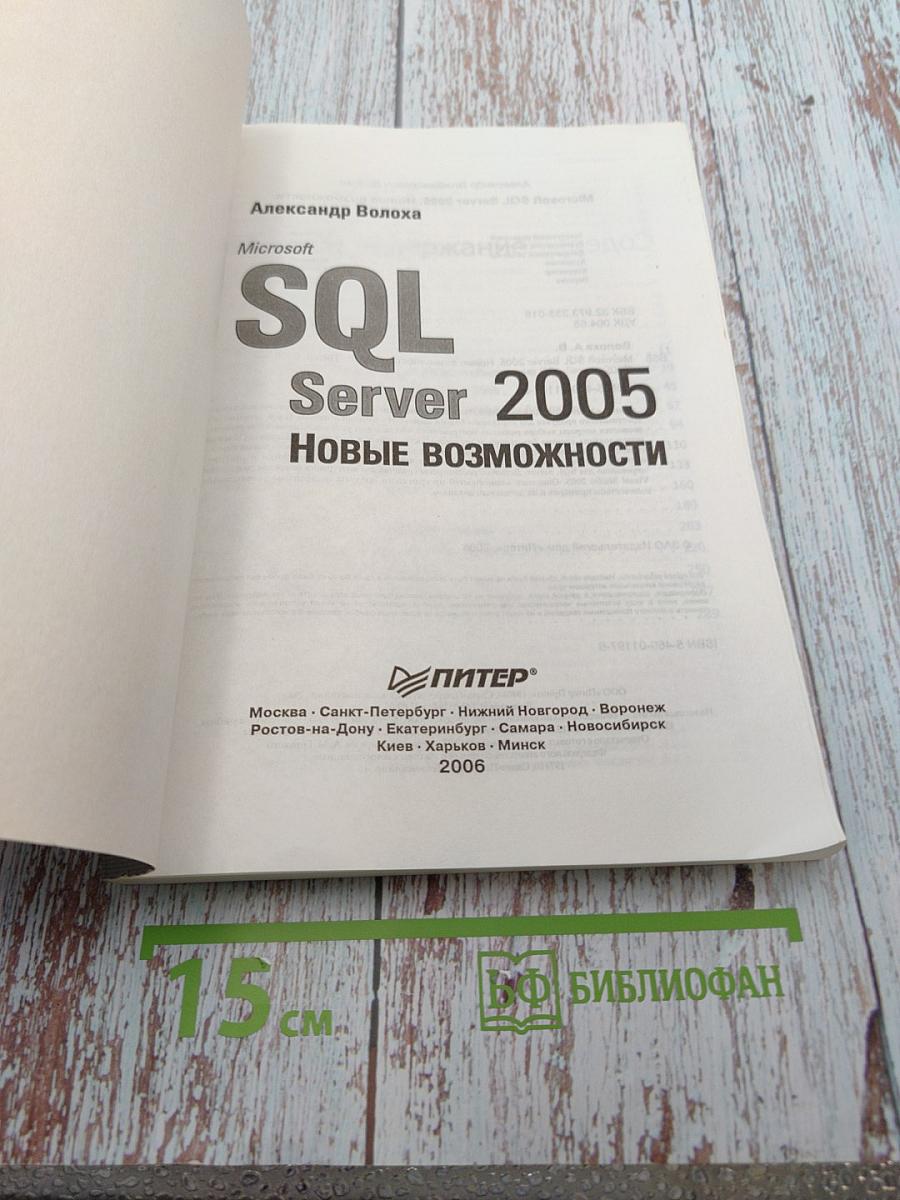 Александр Волоха
Microsoft
SQL
Server 2005
Новые возможности
ПИТЕР®
Москва · Санкт-Петербург · Нижний Новгород · Воронеж
Ростов-на-Дону · Екатеринбург · Самара · Новосибирск
Киев · Харьков · Минск
2006
15 см
БФ БИБЛИОФАН